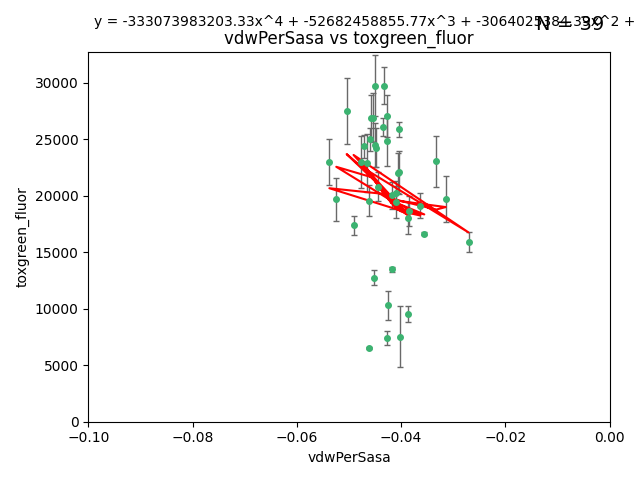 y = -333073983203.33x^4 + -52682458855.77x^3 + -3064025384.39x^2 +
N = 39
vdwPerSasa vs toxgreen_fluor
30000
25000
20000
15000
10000
5000
0
toxgreen_fluor
−0.10 −0.08 −0.06 −0.04 −0.02 0.00
vdwPerSasa